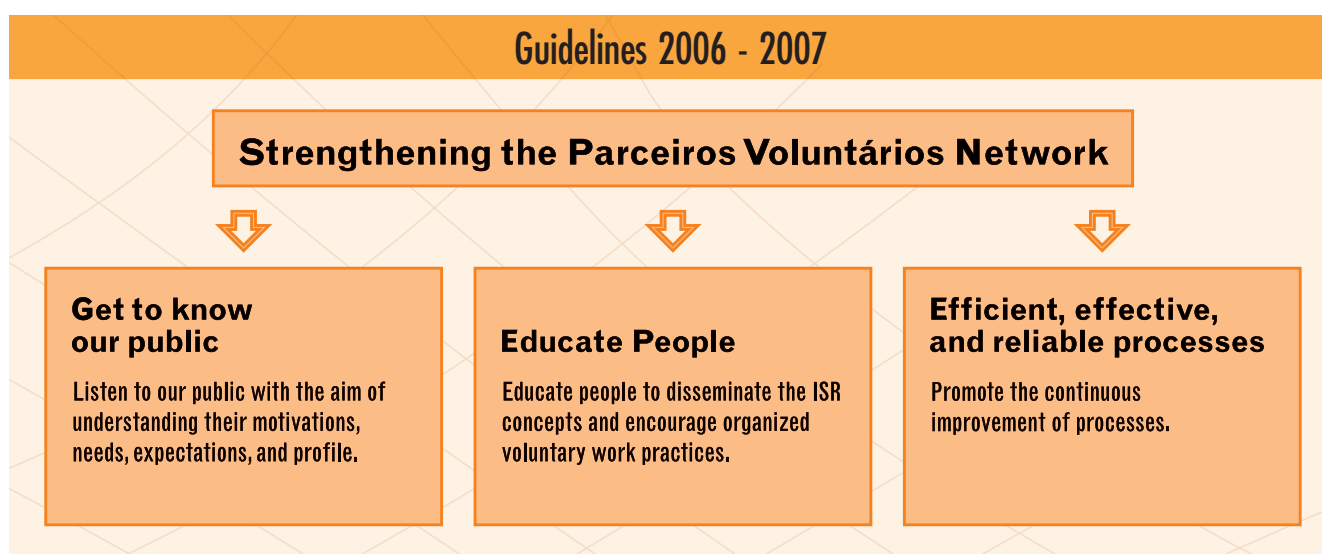 Guidelines 2006 - 2007
Strengthening the Parceiros Voluntários Network
Get to know
our public
Listen to our public with the aim of
understanding their motivations,
needs, expectations, and profile.
Educate People
Educate people to disseminate the ISR
concepts and encourage organized
voluntary work practices.
Efficient, effective,
and reliable processes
Promote the continuous
improvement of processes.